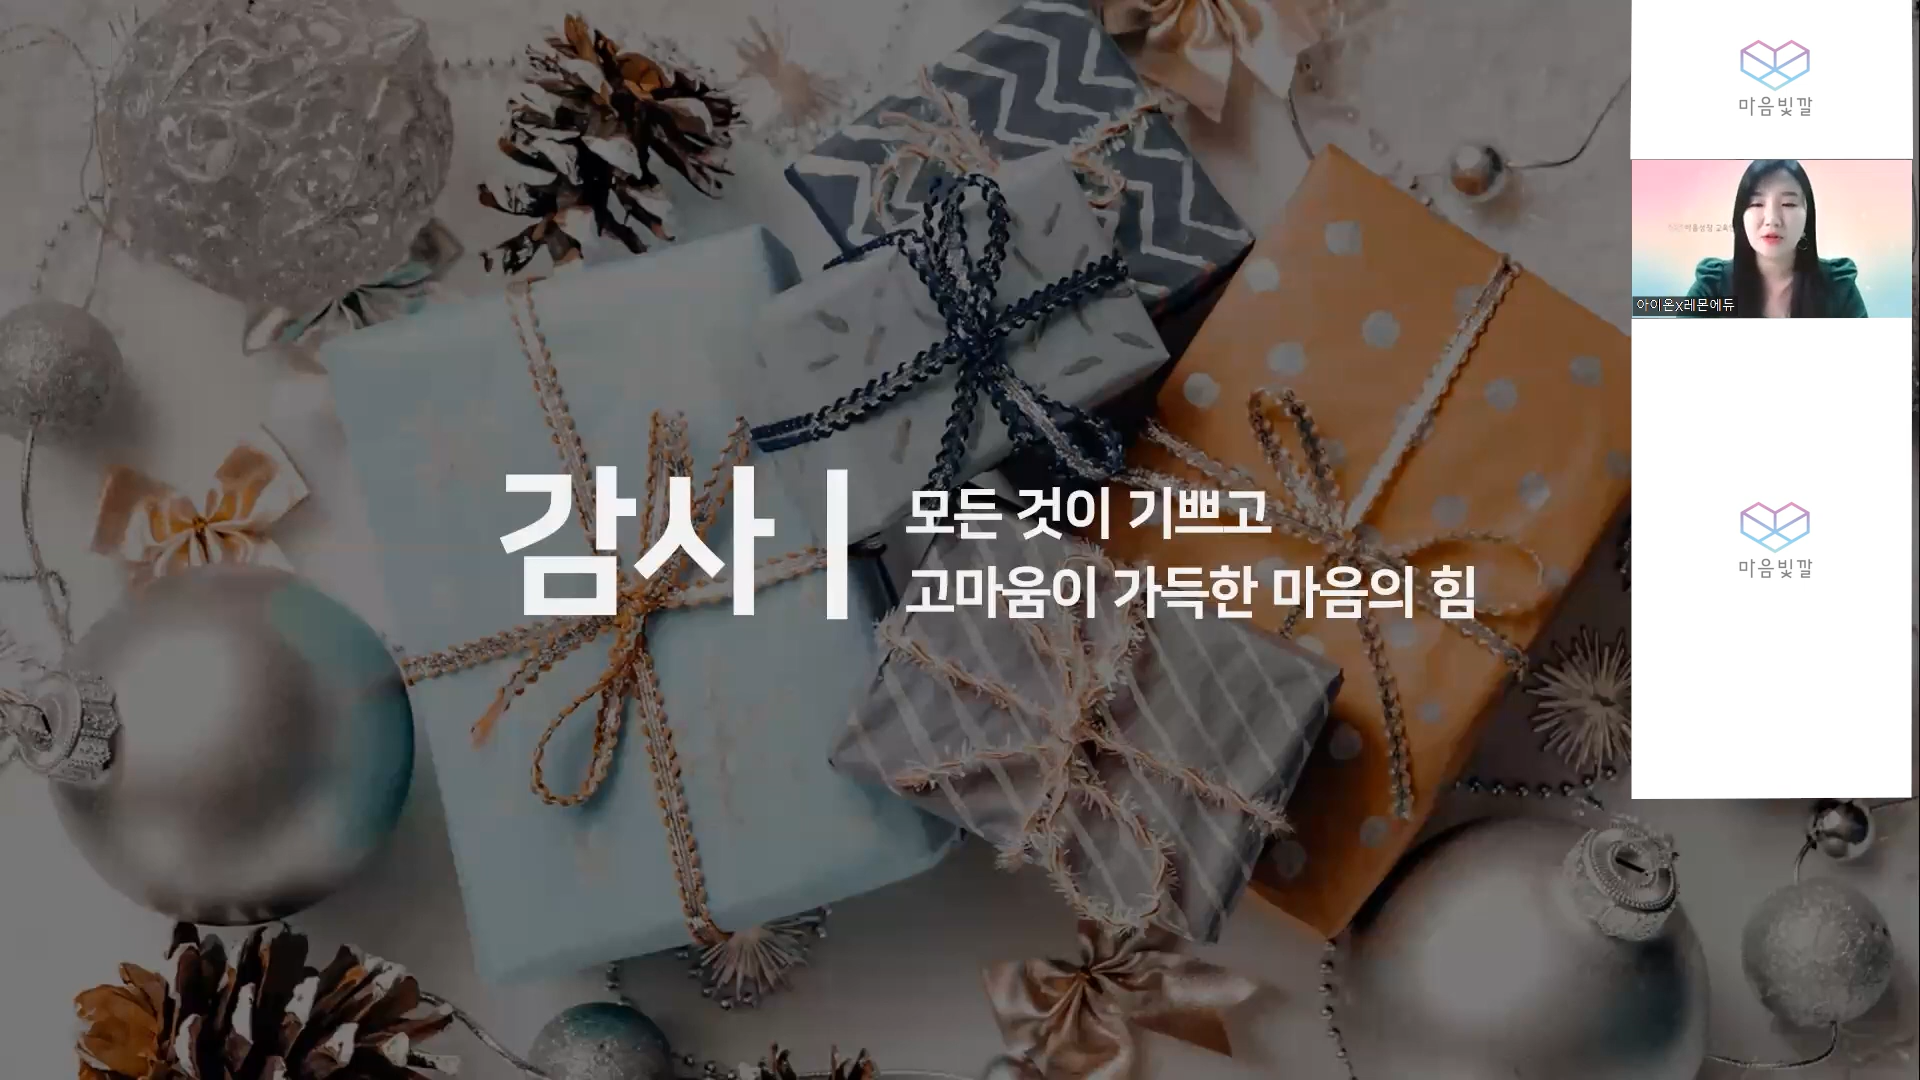 감사
모든 것이 기쁘고
고마움이 가득한 마음의 힘
마음빛깔
아이온x레몬에듀
마음빛깔